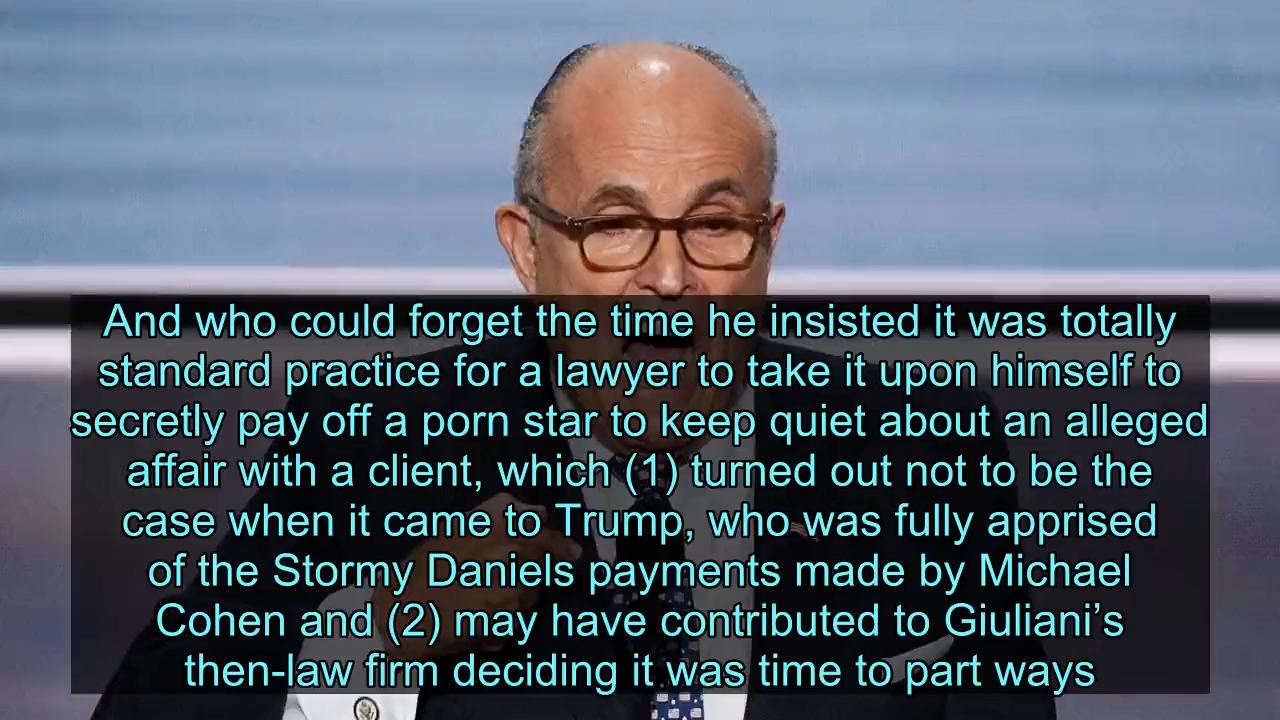 And who could forget the time he insisted it was totally
standard practice for a lawyer to take it upon himself to
secretly pay off a porn star to keep quiet about an alleged
affair with a client, which (1) turned out not to be the
case when it came to Trump, who was fully apprised
of the Stormy Daniels payments made by Michael
Cohen and (2) may have contributed to Giuliani’s
then-law firm deciding it was time to part ways